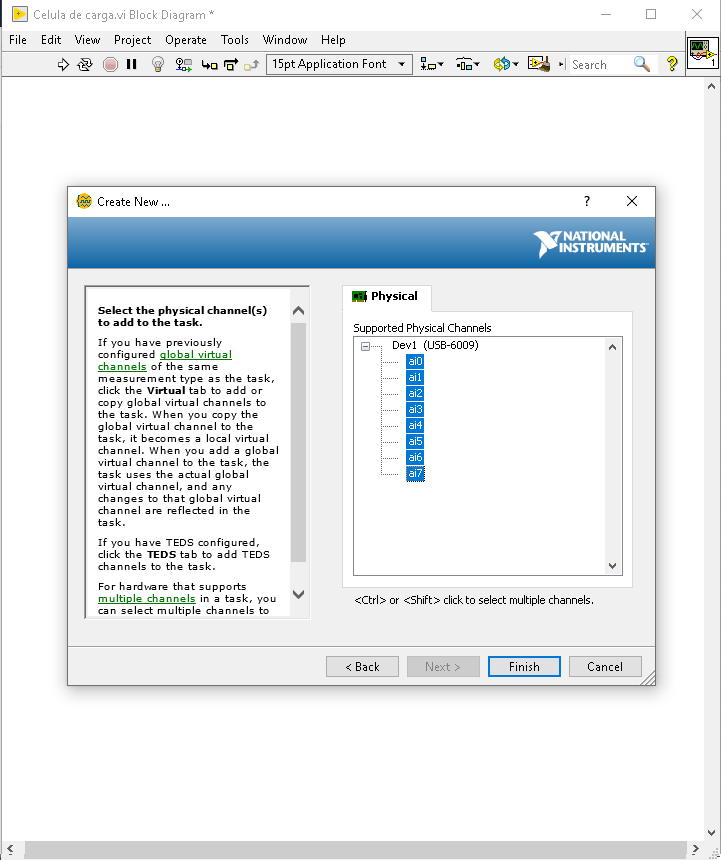 Celula de carga.vi Block Diagram *
File Edit View Project Operate Tools Window Help
15pt Application Font
Search
?
1
Create New ...
?
NATIONAL
INSTRUMENTS
Select the physical channel(s)
to add to the task.
If you have previously
configured global virtual
channels of the same
measurement type as the task,
click the Virtual tab to add or
copy global virtual channels to
the task. When you copy the
global virtual channel to the
task, it becomes a local virtual
channel. When you add a global
virtual channel to the task, the
task uses the actual global
virtual channel, and any
changes to that global virtual
channel are reflected in the
task.
If you have TEDS configured,
click the TEDS tab to add TEDS
channels to the task.
For hardware that supports
multiple channels in a task, you
can select multiple channels to
Physical
Supported Physical Channels
Dev1 (USB-6009)
ai0
ai1
ai2
ai3
ai4
ai5
ai6
ai7
<Ctrl> or <Shift> click to select multiple channels.
< Back
Next >
Finish
Cancel